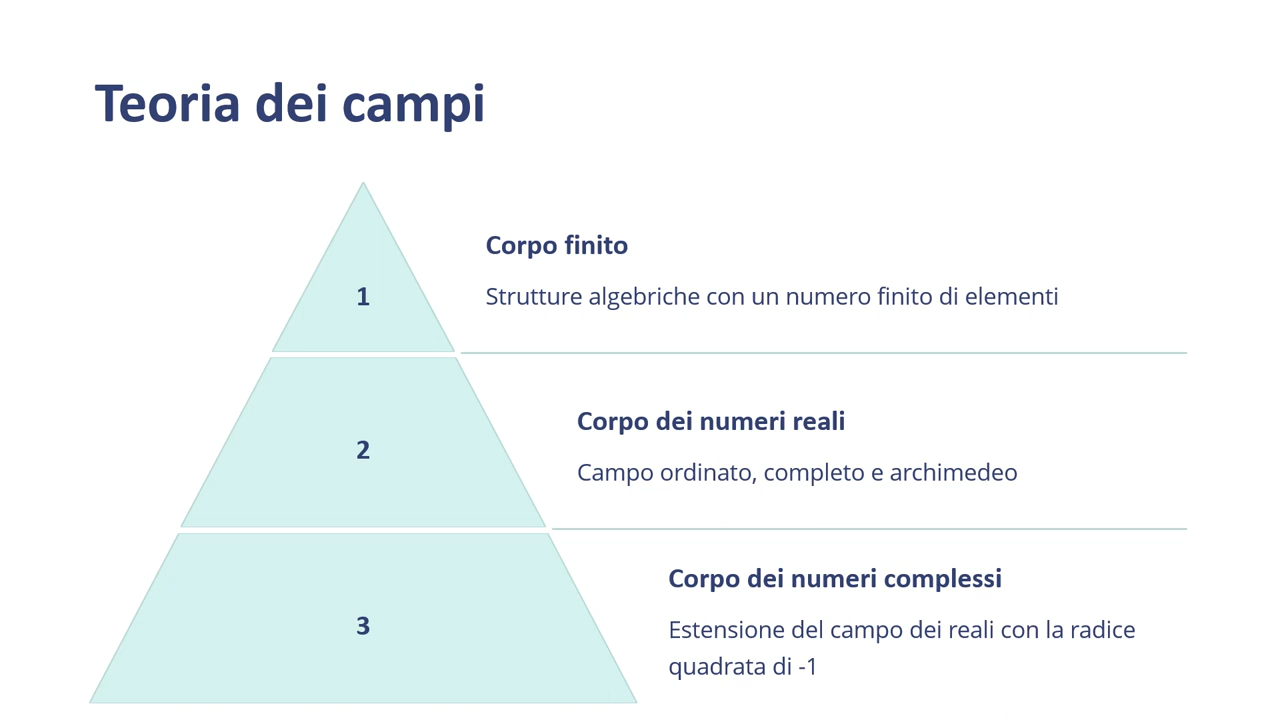 Teoria dei campi
1
Corpo finito
Strutture algebriche con un numero finito di elementi
2
Corpo dei numeri reali
Campo ordinato, completo e archimedeo
3
Corpo dei numeri complessi
Estensione del campo dei reali con la radice
quadrata di -1